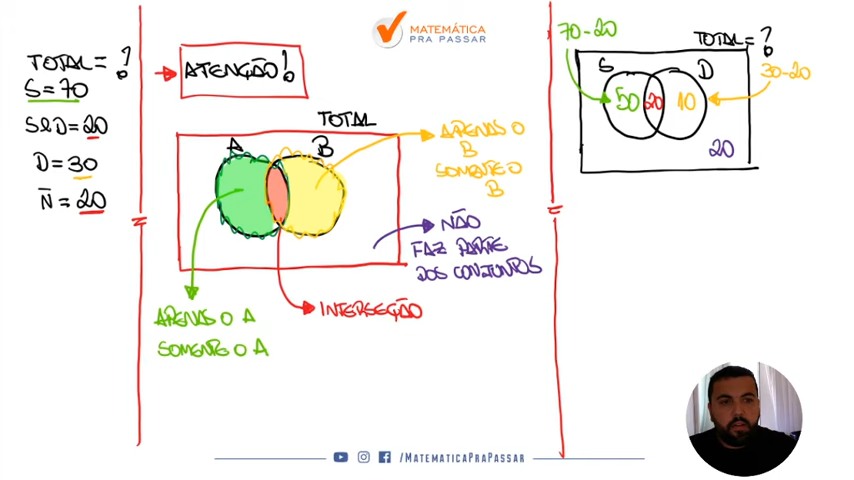 MATEMÁTICA
PRA PASSAR
TOTAL = ?
S = 70
S&D = 20
D = 30
N̄ = 20
ATENÇÃO!
TOTAL
A
B
APENAS O
B
SOMENTE O
B
NÃO
FAZ PARTE
DOS CONJUNTOS
INTERSEÇÃO
APENAS O A
SOMENTE O A
70-20
TOTAL = ?
S
D
30-20
50
20
10
20
/MATEMATICAPRAPASSAR